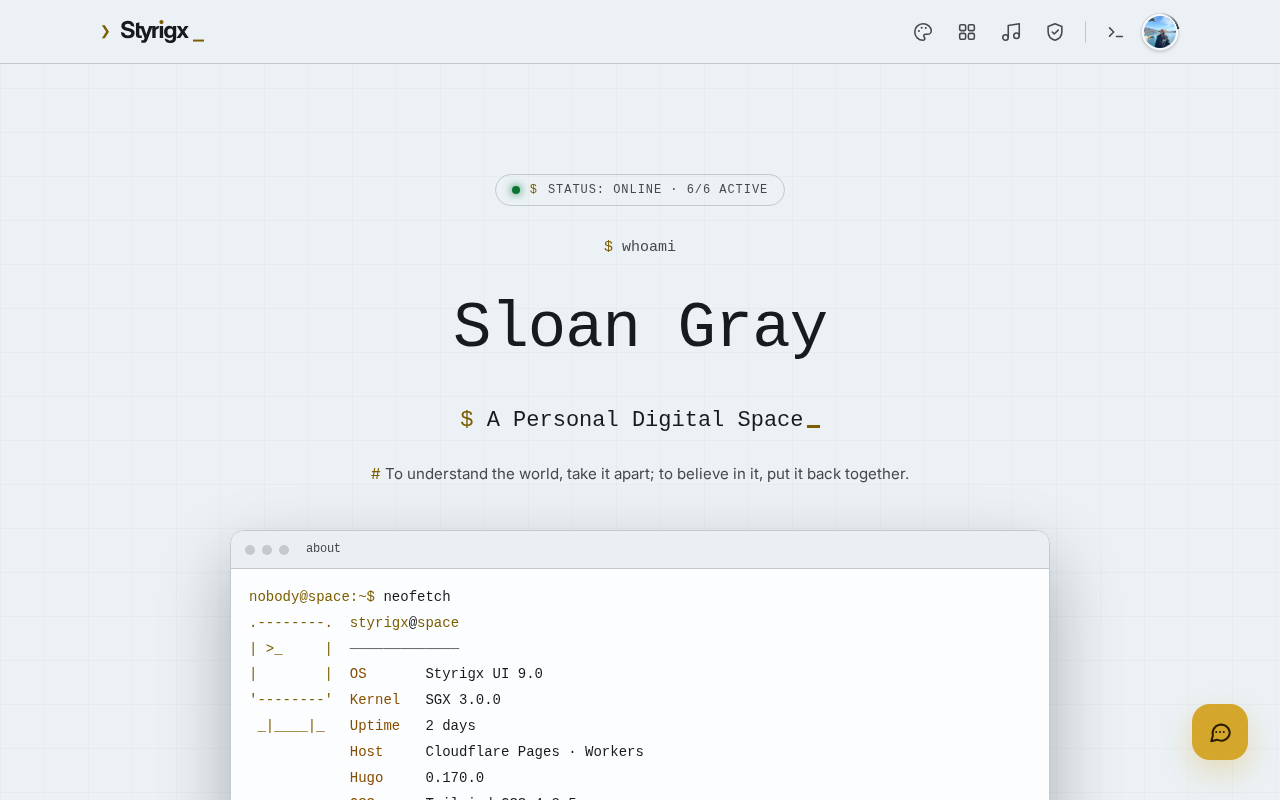 ❯ Styrigx _
$ STATUS: ONLINE · 6/6 ACTIVE
$ whoami
Sloan Gray
$ A Personal Digital Space_
# To understand the world, take it apart; to believe in it, put it back together.
about
nobody@space:~$ neofetch
.--------. styrigx@space
| >_     | ─────────────
|        | OS Styrigx UI 9.0
'--------' Kernel SGX 3.0.0
_|____|_ Uptime 2 days
Host Cloudflare Pages · Workers
Hugo 0.170.0